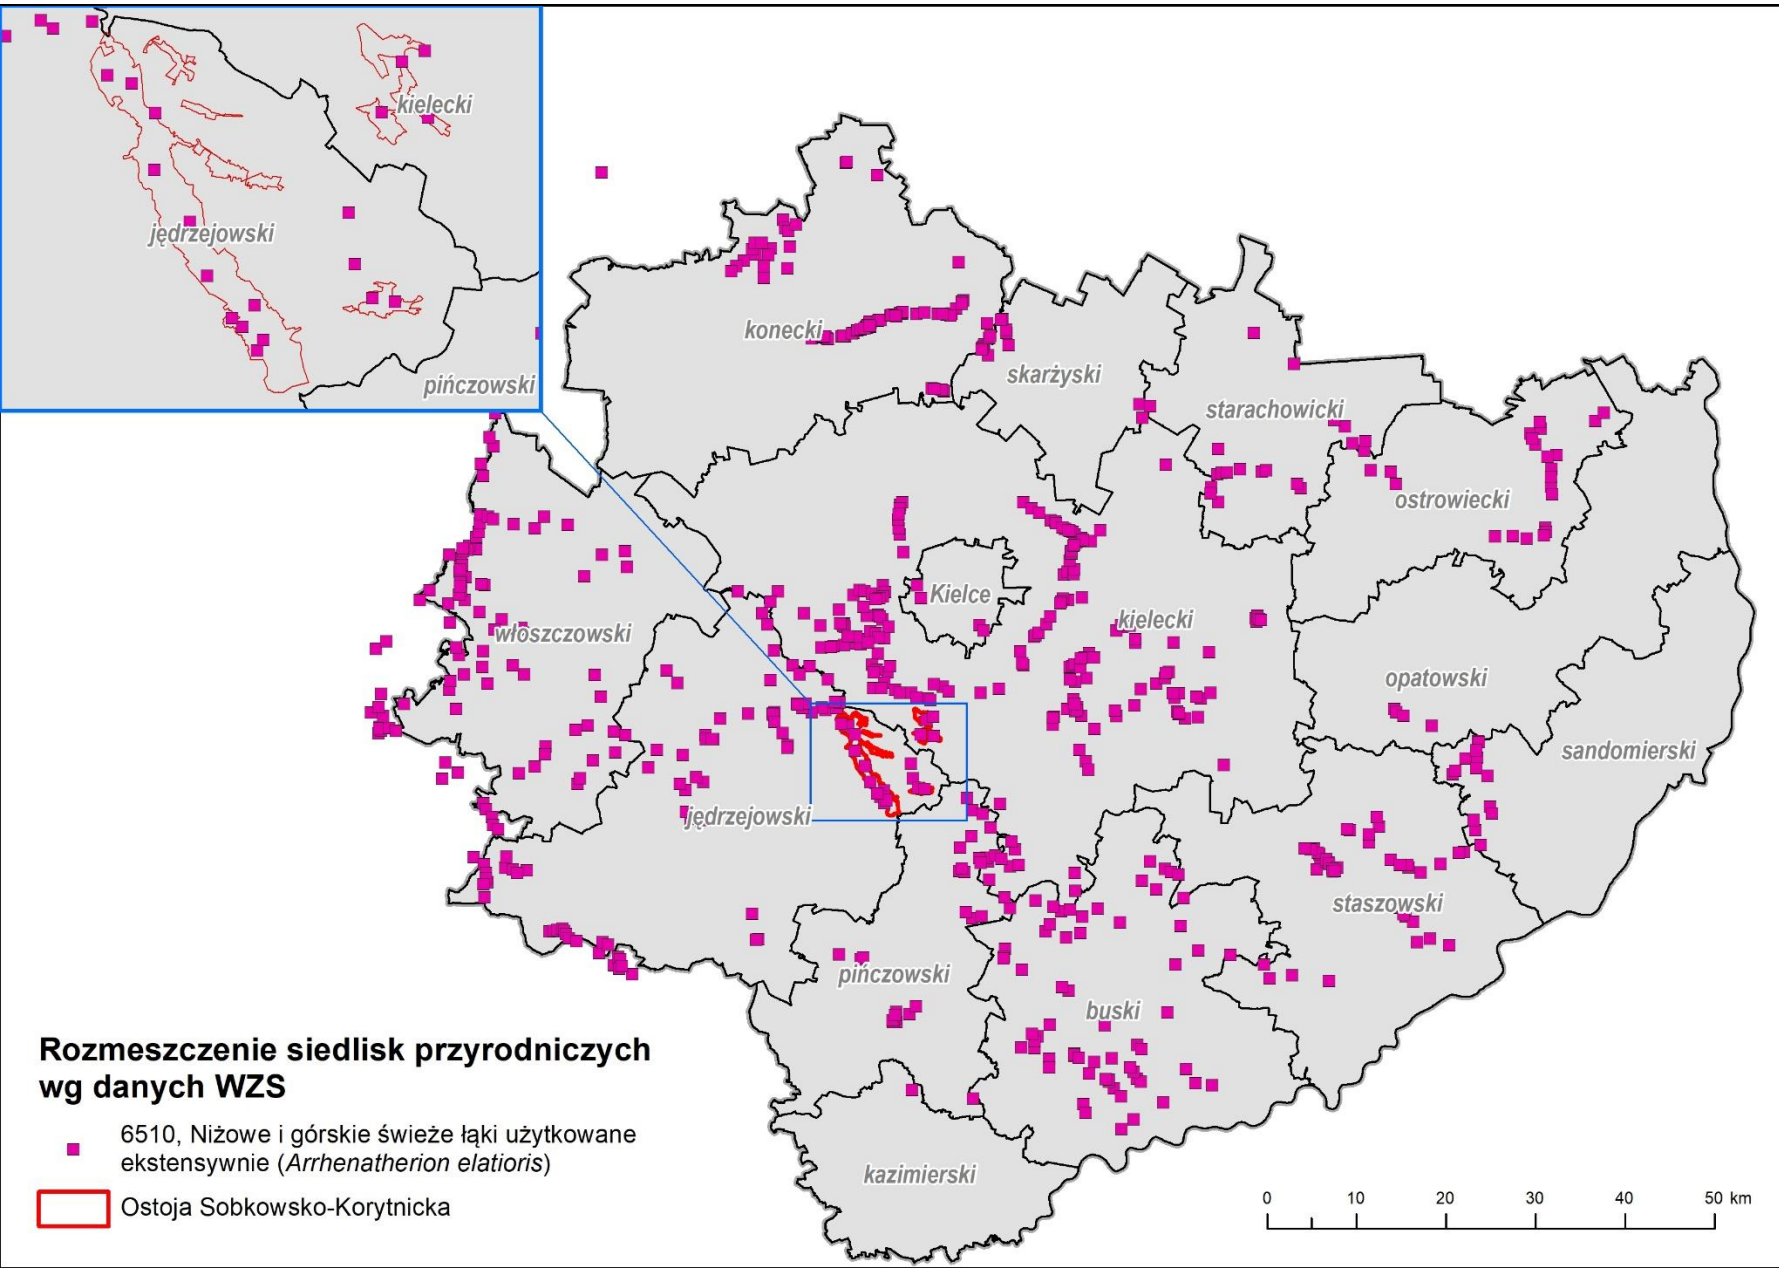 kielecki
jędrzejowski
pińczowski
konecki
skarżyski
starachowicki
ostrowiecki
Kielce
kielecki
włoszczowski
opatowski
sandomierski
jędrzejowski
staszowski
pińczowski
buski
kazimierski
Rozmeszczenie siedlisk przyrodniczych
wg danych WZS
6510, Niżowe i górskie świeże łąki użytkowane
ekstensywnie (Arrhenatherion elatioris)
Ostoja Sobkowsko-Korytnicka
0 10 20 30 40 50 km